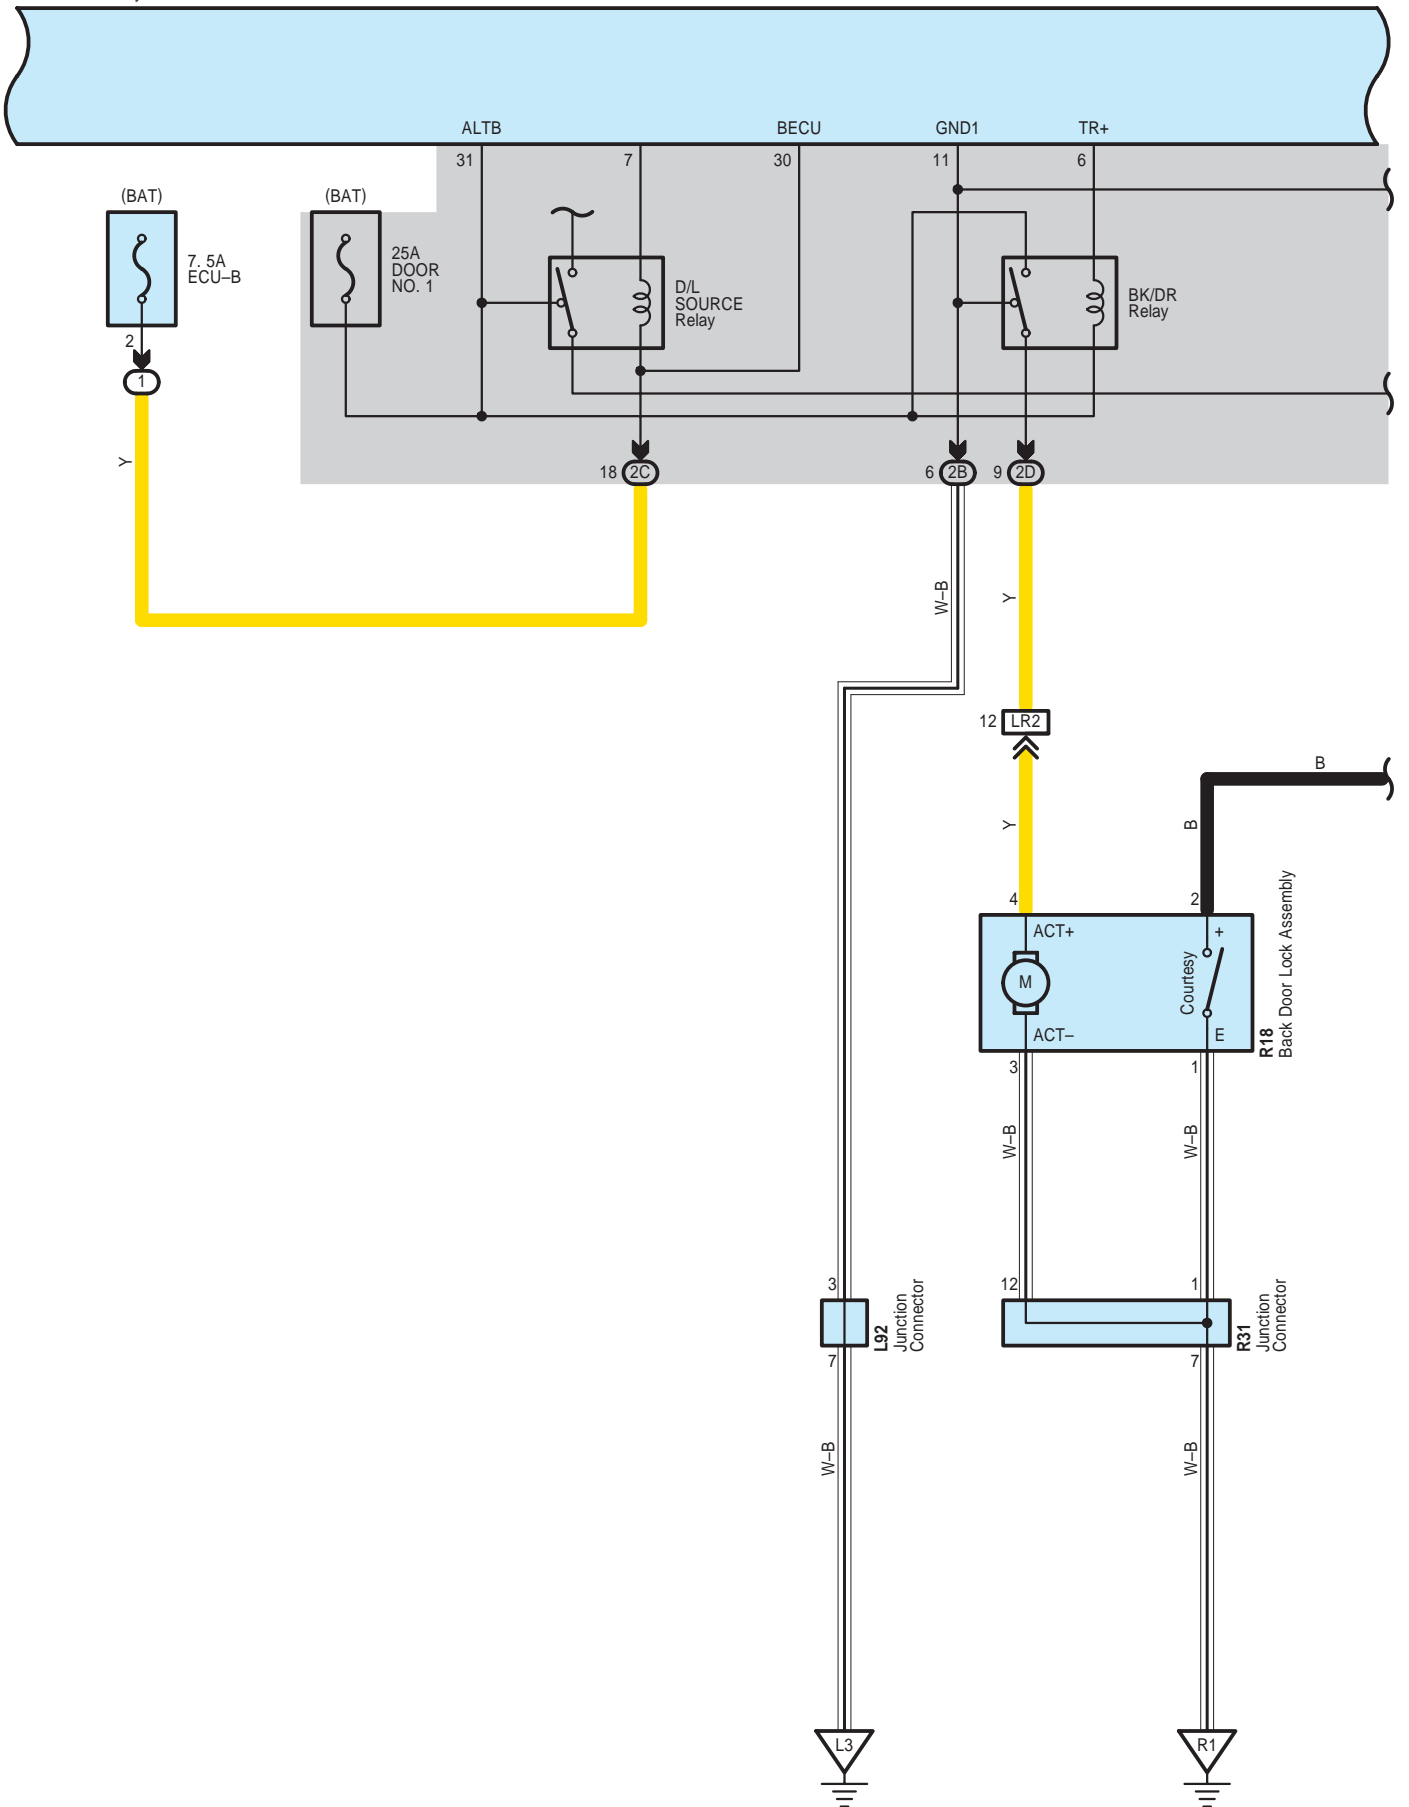 ALTB BECU GND1 TR+
31 7 30 11 6
(BAT) (BAT)
7. 5A
ECU–B
25A
DOOR
NO. 1
D/L
SOURCE
Relay
BK/DR
Relay
2
1
Y
18 2C 6 2B 9 2D
W–B Y
12 LR2
B
Y B
4 2
ACT+ +
M Courtesy
ACT– E
R18
Back Door Lock Assembly
3 1
W–B W–B
3 12 1
L92
Junction
Connector
R31
Junction
Connector
7 7
W–B W–B
L3 R1